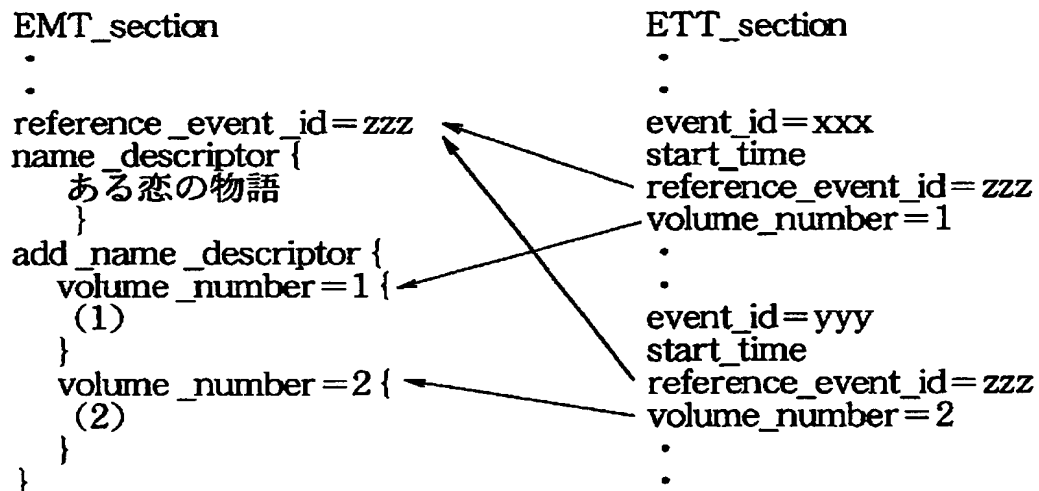 EMT_section
・
・
reference_event_id=zzz
name_descriptor {
ある恋の物語
}
add_name_descriptor {
volume_number=1 {
(1)
}
volume_number=2 {
(2)
}
}
ETT_section
・
・
event_id=xxx
start_time
reference_event_id=zzz
volume_number=1
・
・
event_id=yyy
start_time
reference_event_id=zzz
volume_number=2
・
・